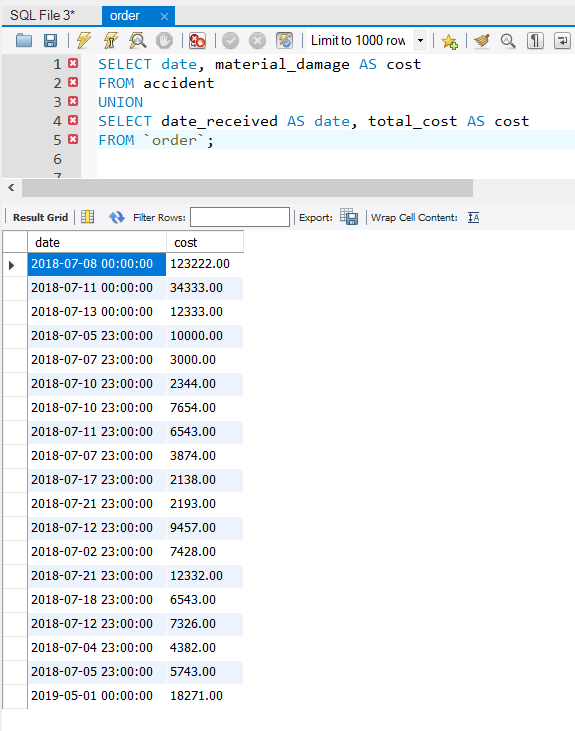 SQL File 3* order ×
Limit to 1000 row
1 SELECT date, material_damage AS cost
2 FROM accident
3 UNION
4 SELECT date_received AS date, total_cost AS cost
5 FROM `order`;
6
7
Result Grid Filter Rows: Export: Wrap Cell Content: IA
date cost
2018-07-08 00:00:00 123222.00
2018-07-11 00:00:00 34333.00
2018-07-13 00:00:00 12333.00
2018-07-05 23:00:00 10000.00
2018-07-07 23:00:00 3000.00
2018-07-10 23:00:00 2344.00
2018-07-10 23:00:00 7654.00
2018-07-11 23:00:00 6543.00
2018-07-07 23:00:00 3874.00
2018-07-17 23:00:00 2138.00
2018-07-21 23:00:00 2193.00
2018-07-12 23:00:00 9457.00
2018-07-02 23:00:00 7428.00
2018-07-21 23:00:00 12332.00
2018-07-18 23:00:00 6543.00
2018-07-12 23:00:00 7326.00
2018-07-04 23:00:00 4382.00
2018-07-05 23:00:00 5743.00
2019-05-01 00:00:00 18271.00